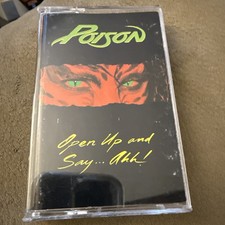 POISON
Open Up and
Say... Ahh!